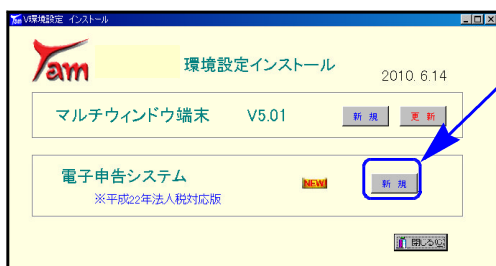 V環境設定 インストール
Tam 環境設定インストール
2010. 6.14
マルチウィンドウ端末 V5.01 新 規 更 新
電子申告システム NEW 新 規
※平成22年法人税対応版
閉じる(C)